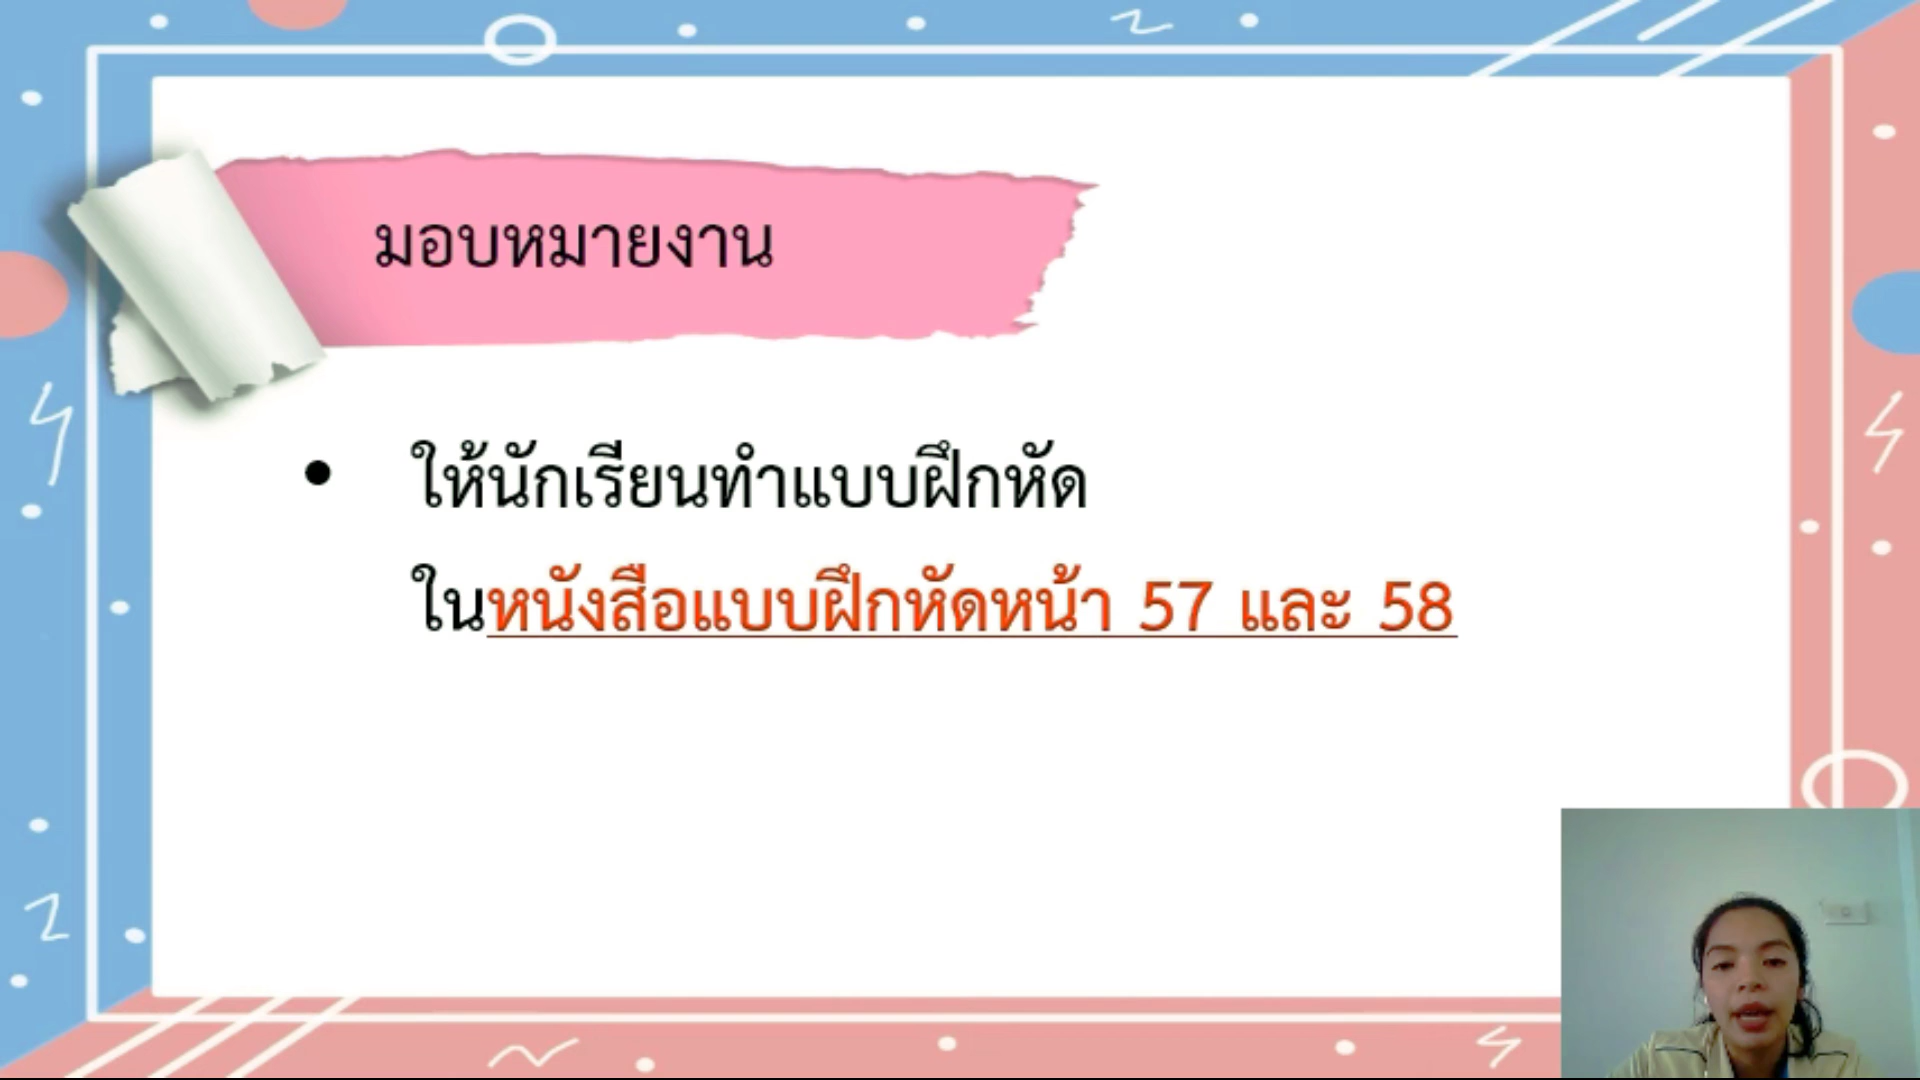 มอบหมายงาน
• ให้นักเรียนทำแบบฝึกหัด
ในหนังสือแบบฝึกหัดหน้า 57 และ 58